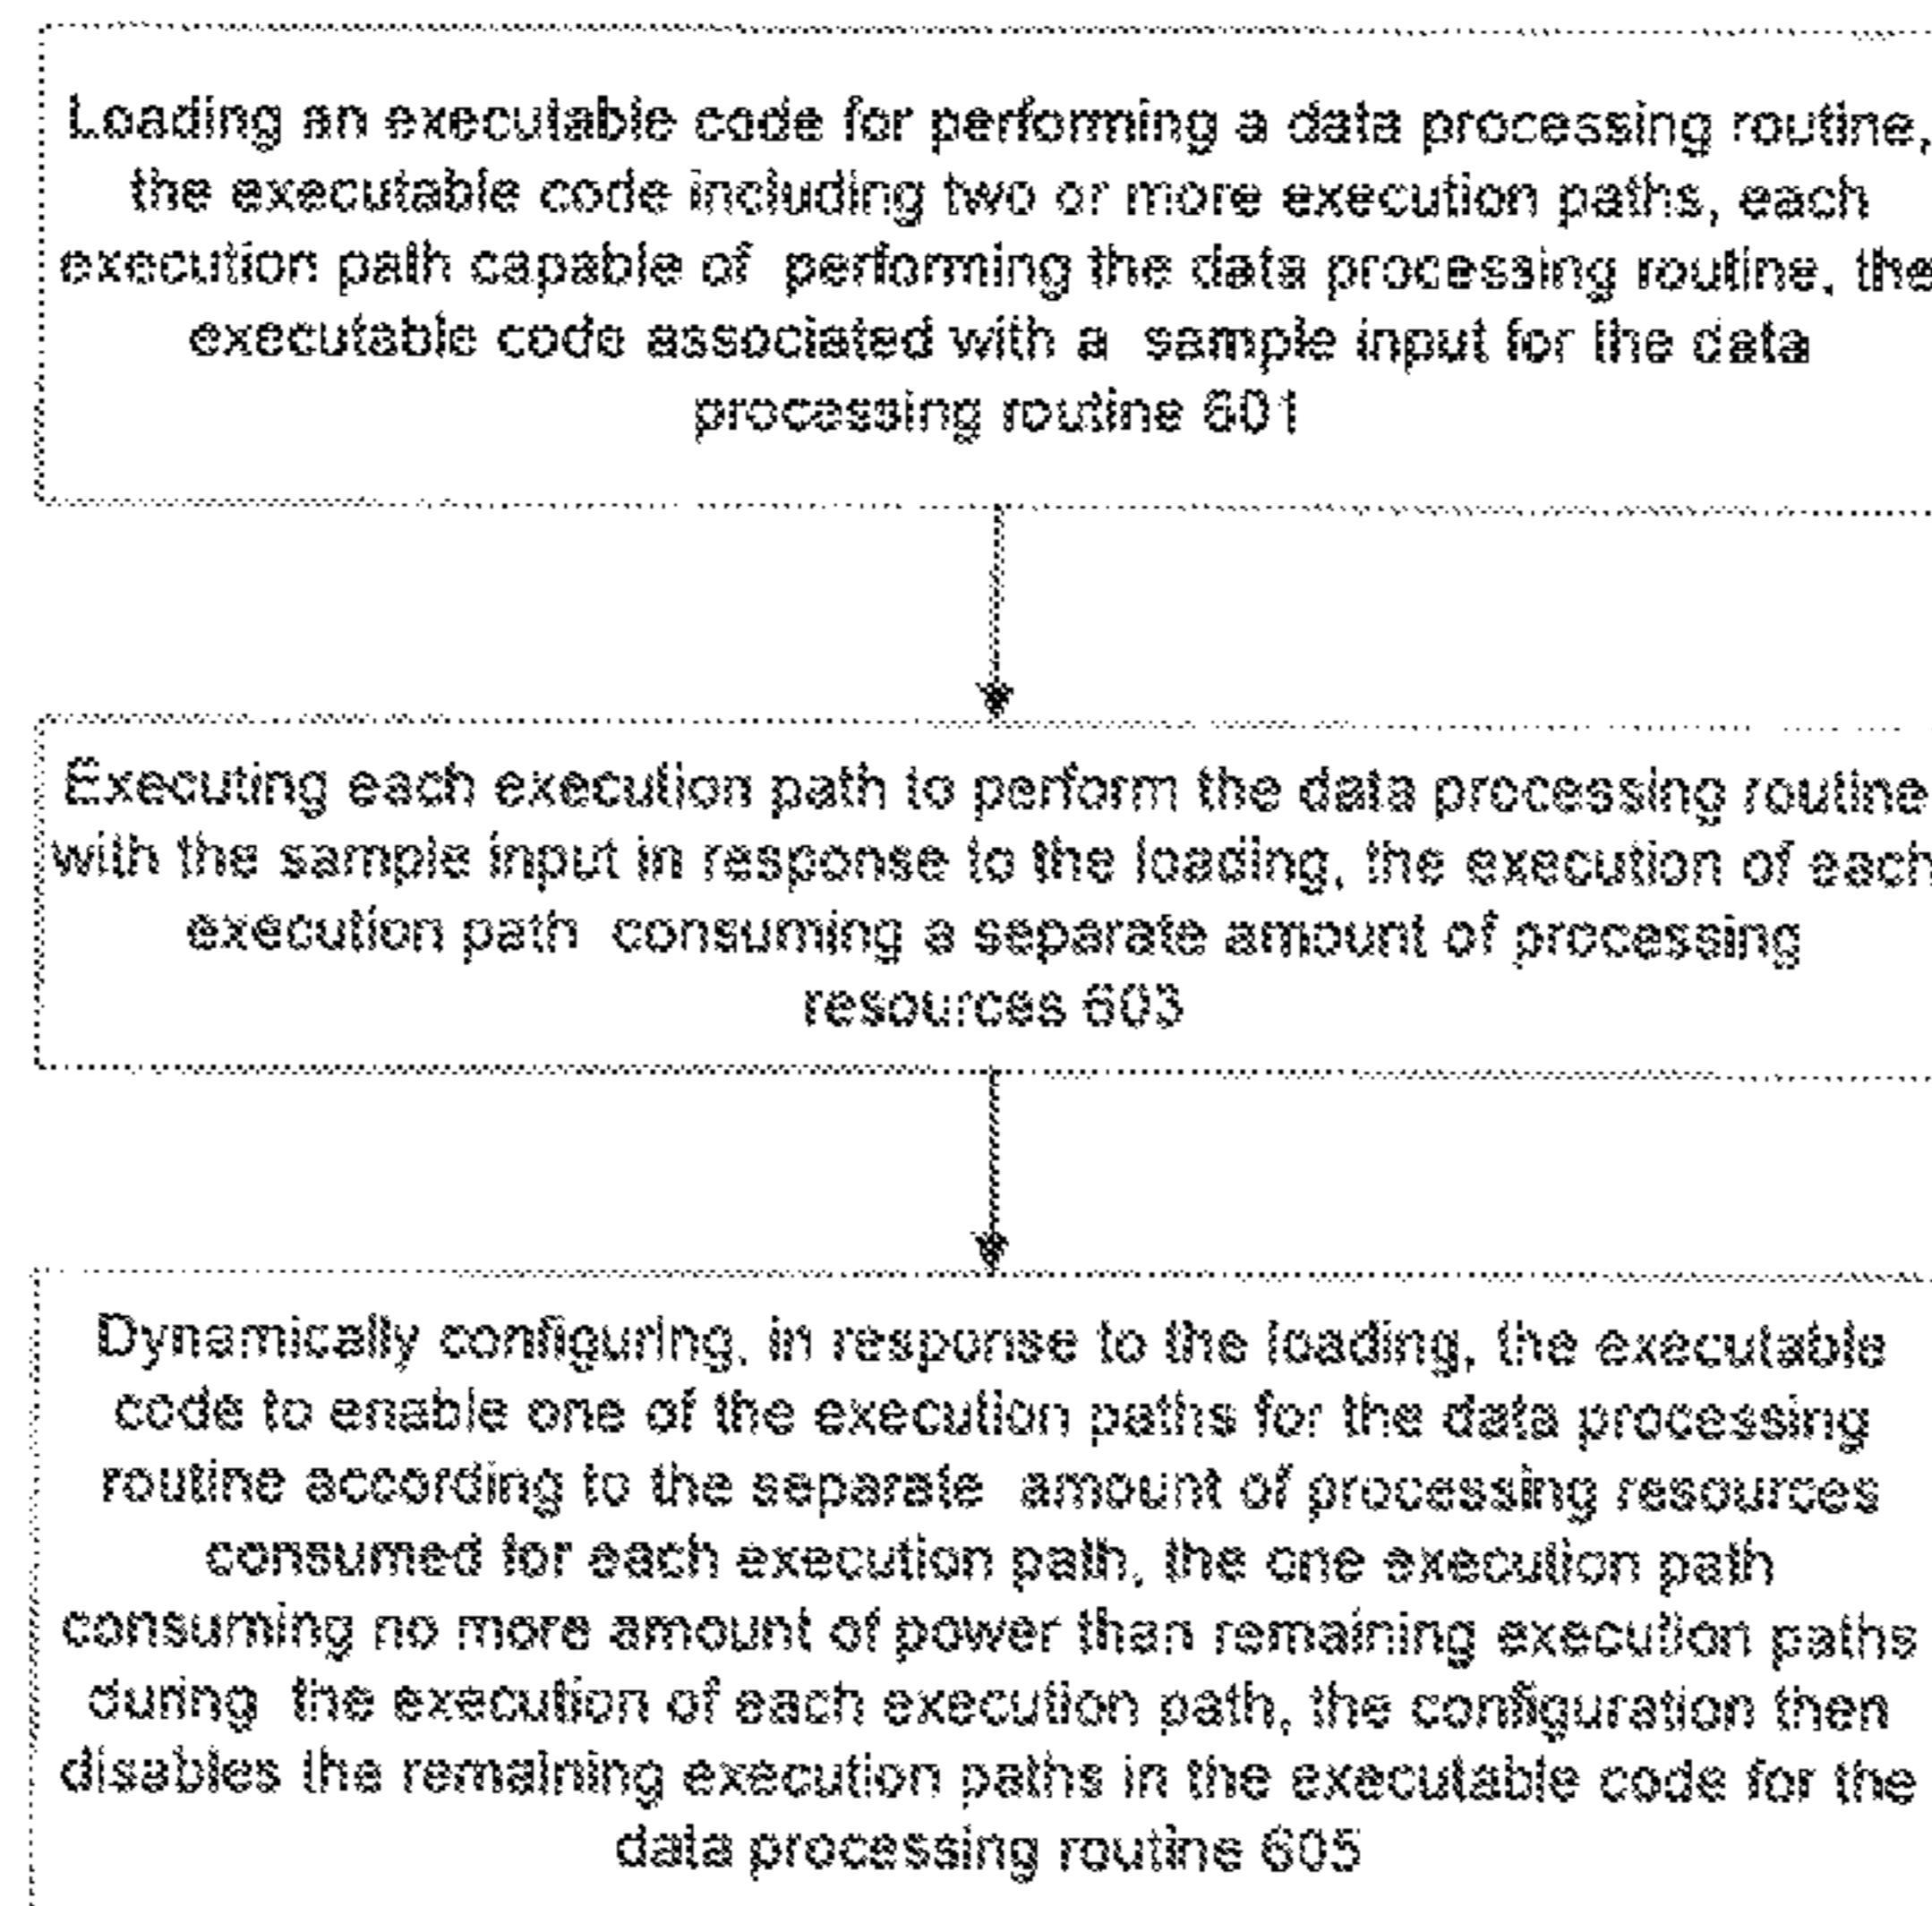 Loading an executable code for performing a data processing routine,
the executable code including two or more execution paths, each
execution path capable of performing the data processing routine, the
executable code associated with a sample input for the data
processing routine 601
Executing each execution path to perform the data processing routine
with the sample input in response to the loading, the execution of each
execution path consuming a separate amount of processing
resources 603
Dynamically configuring, in response to the loading, the executable
code to enable one of the execution paths for the data processing
routine according to the separate amount of processing resources
consumed for each execution path, the one execution path
consuming no more amount of power than remaining execution paths
during the execution of each execution path, the configuration then
disables the remaining execution paths in the executable code for the
data processing routine 605